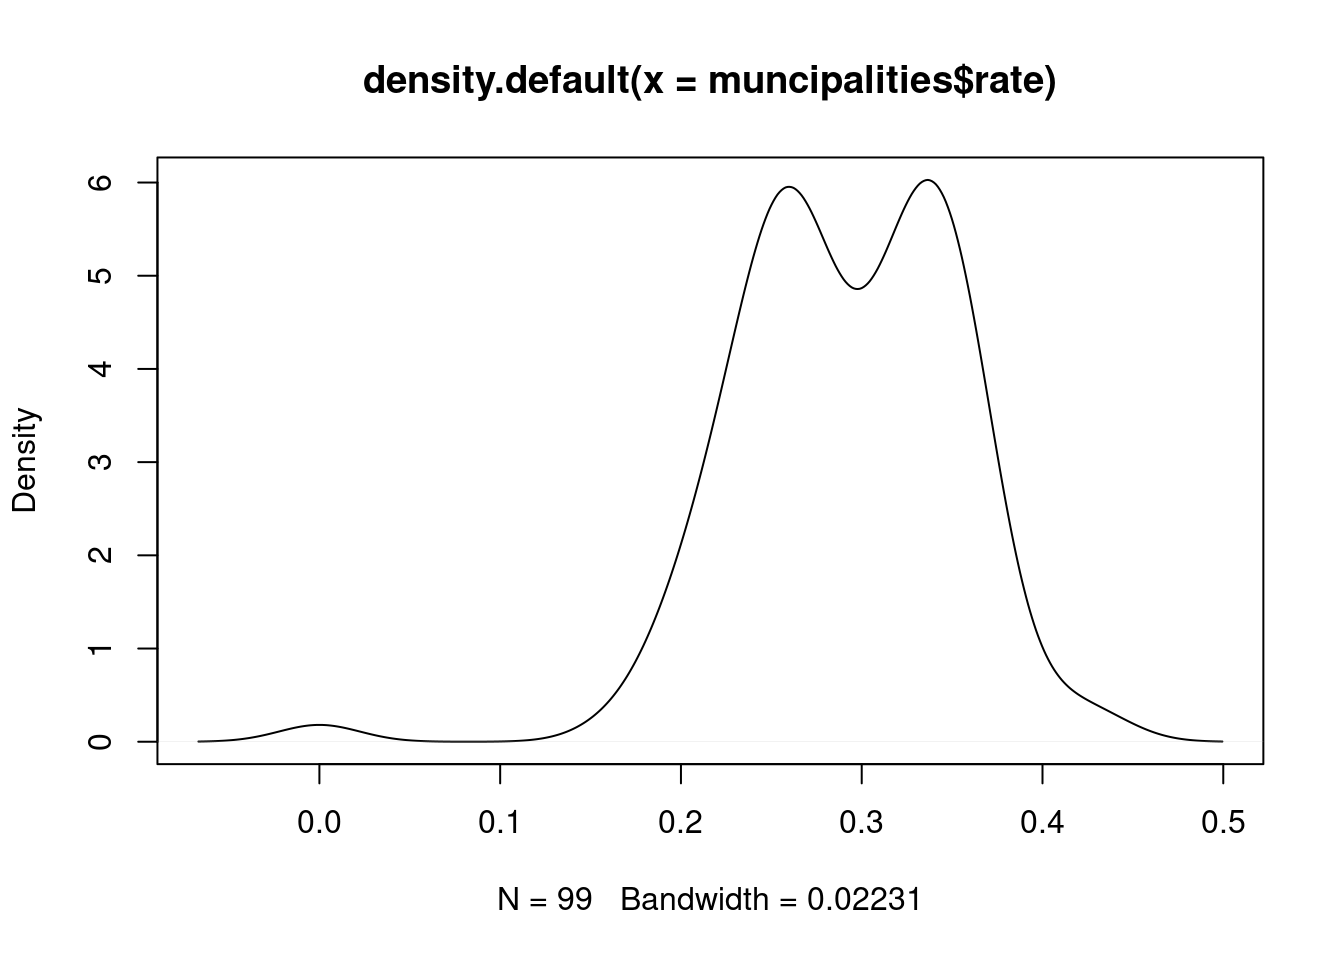 density.default(x = muncipalities$rate)
Density
6
5
4
3
2
1
0
0.0 0.1 0.2 0.3 0.4 0.5
N = 99 Bandwidth = 0.02231